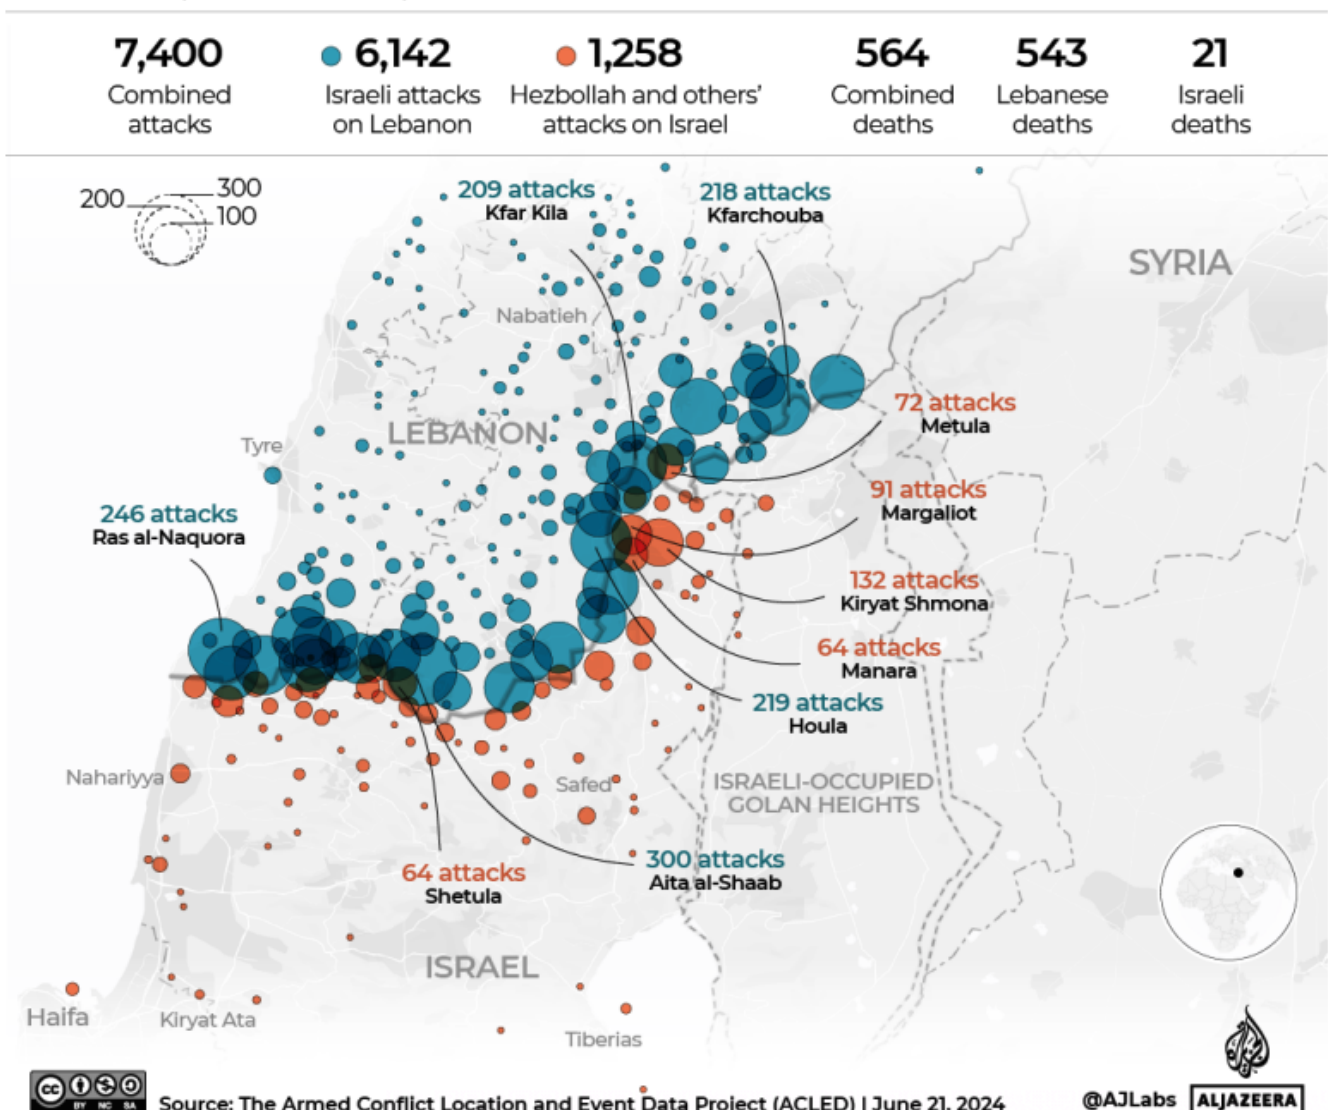 7,400
Combined
attacks
6,142
Israeli attacks
on Lebanon
1,258
Hezbollah and others’
attacks on Israel
564
Combined
deaths
543
Lebanese
deaths
21
Israeli
deaths
200
300
100
209 attacks
Kfar Kila
218 attacks
Kfarchouba
SYRIA
Nabatieh
72 attacks
Metula
LEBANON
Tyre
91 attacks
Margaliot
246 attacks
Ras al-Naquora
132 attacks
Kiryat Shmona
64 attacks
Manara
219 attacks
Houla
Nahariyya
Safed
ISRAELI-OCCUPIED
GOLAN HEIGHTS
300 attacks
Aita al-Shaab
64 attacks
Shetula
ISRAEL
Haifa
Kiryat Ata
Tiberias
cc
BY NC SA
Source: The Armed Conflict Location and Event Data Project (ACLED) | June 21, 2024
@AJLabs
ALJAZEERA